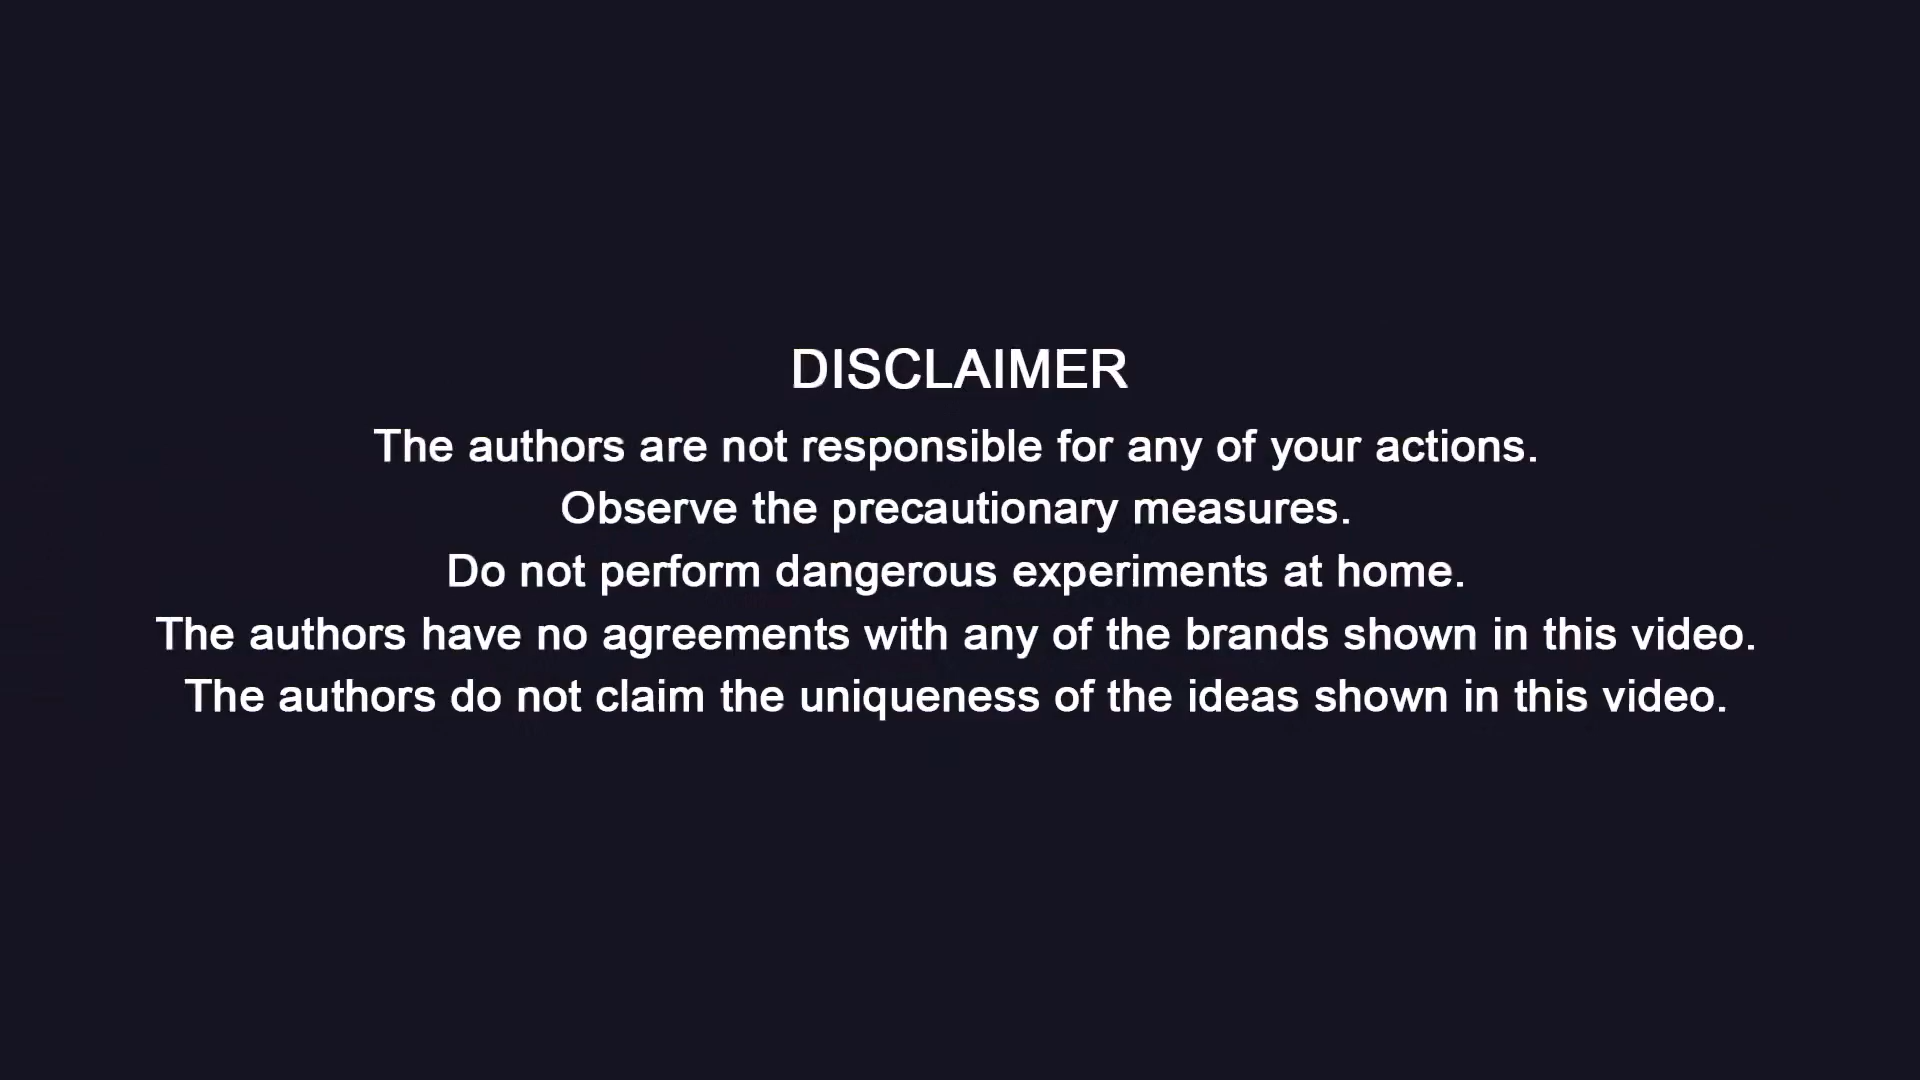 DISCLAIMER
The authors are not responsible for any of your actions.
Observe the precautionary measures.
Do not perform dangerous experiments at home.
The authors have no agreements with any of the brands shown in this video.
The authors do not claim the uniqueness of the ideas shown in this video.